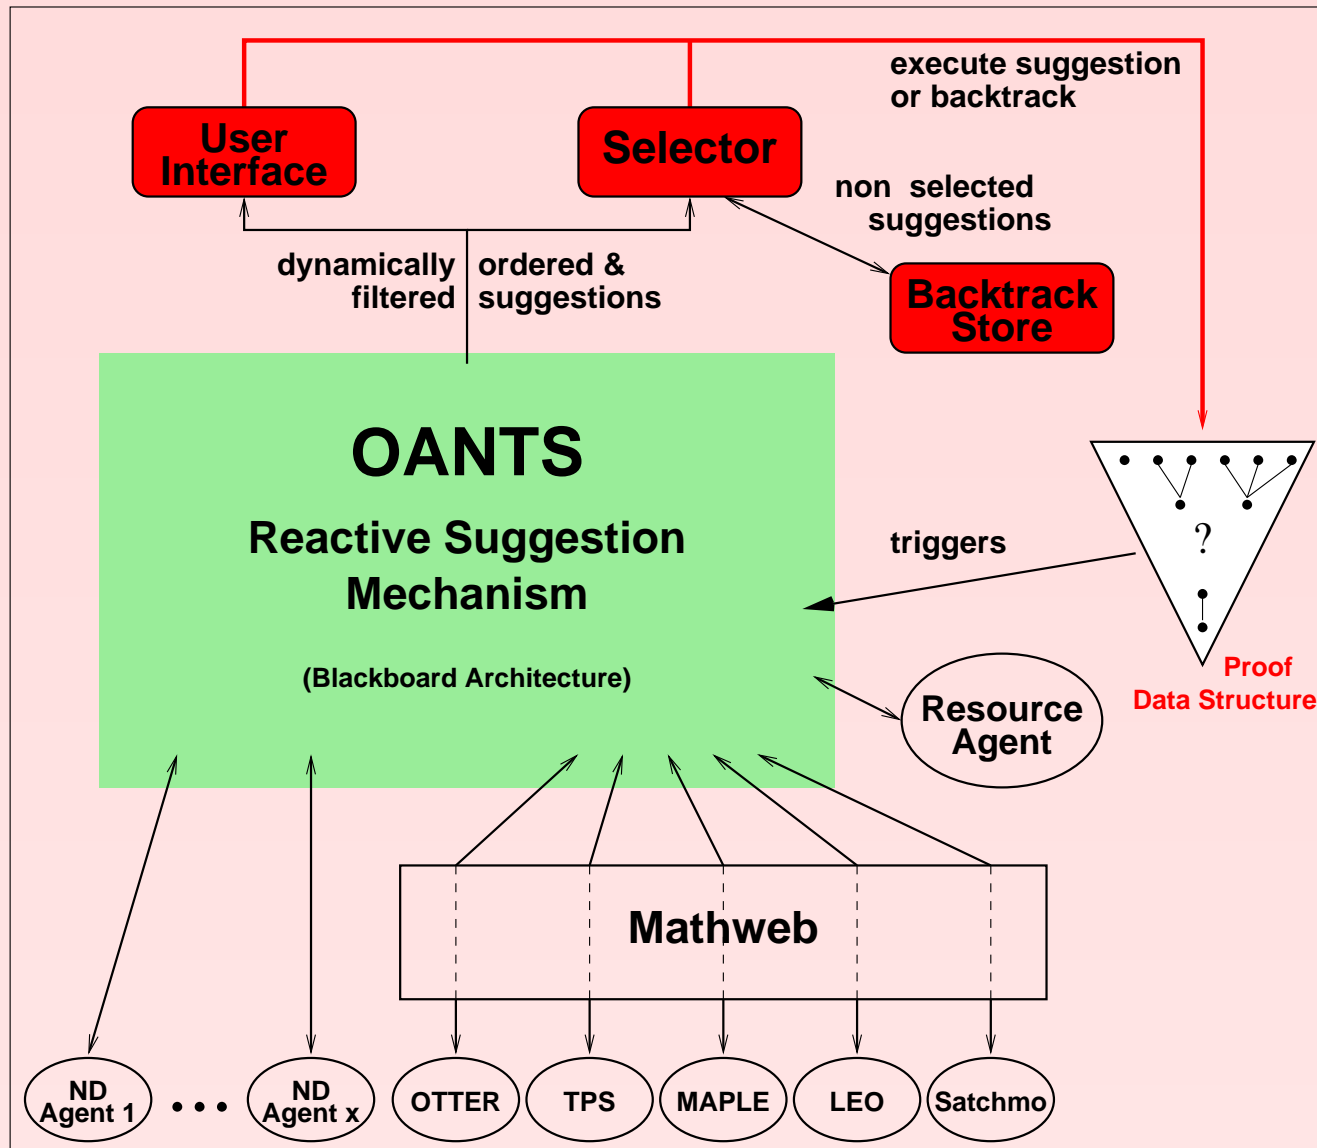 execute suggestion
or backtrack
User
Interface
Selector
non selected
suggestions
dynamically
filtered
ordered &
suggestions
Backtrack
Store
OANTS
Reactive Suggestion
Mechanism
(Blackboard Architecture)
?
triggers
Proof
Data Structure
Resource
Agent
Mathweb
ND
Agent 1
• • •
ND
Agent x
OTTER
TPS
MAPLE
LEO
Satchmo